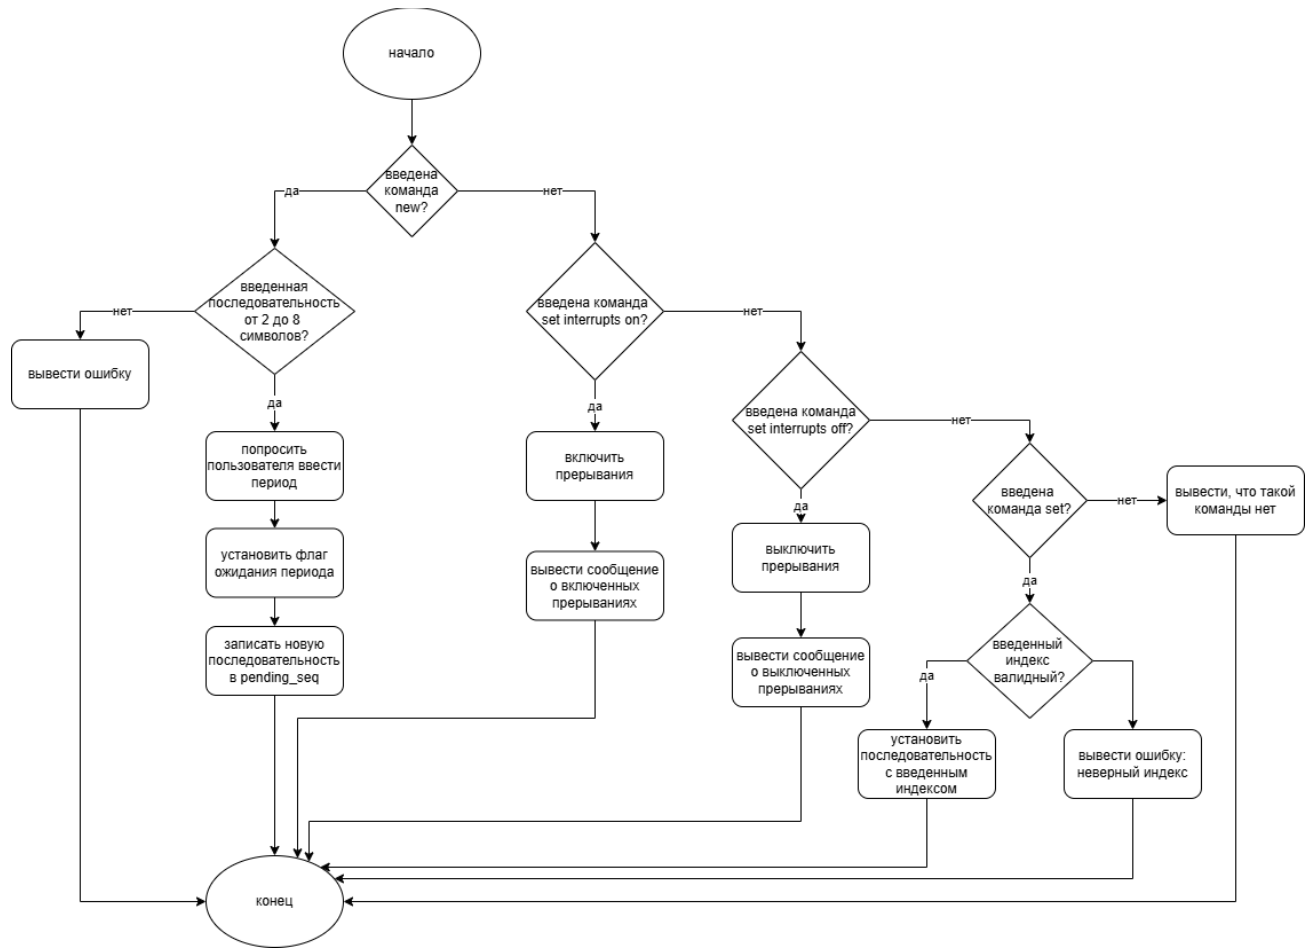 начало
введена
команда
new?
да
нет
введенная
последовательность
от 2 до 8
символов?
нет
вывести ошибку
да
попросить
пользователя ввести
период
установить флаг
ожидания периода
записать новую
последовательность
в pending_seq
введена команда
set interrupts on?
нет
да
включить
прерывания
вывести сообщение
о включенных
прерываниях
введена команда
set interrupts off?
нет
да
выключить
прерывания
вывести сообщение
о выключенных
прерываниях
введена
команда set?
нет
вывести, что такой
команды нет
да
введенный
индекс
валидный?
да
установить
последовательность
с введенным
индексом
вывести ошибку:
неверный индекс
конец